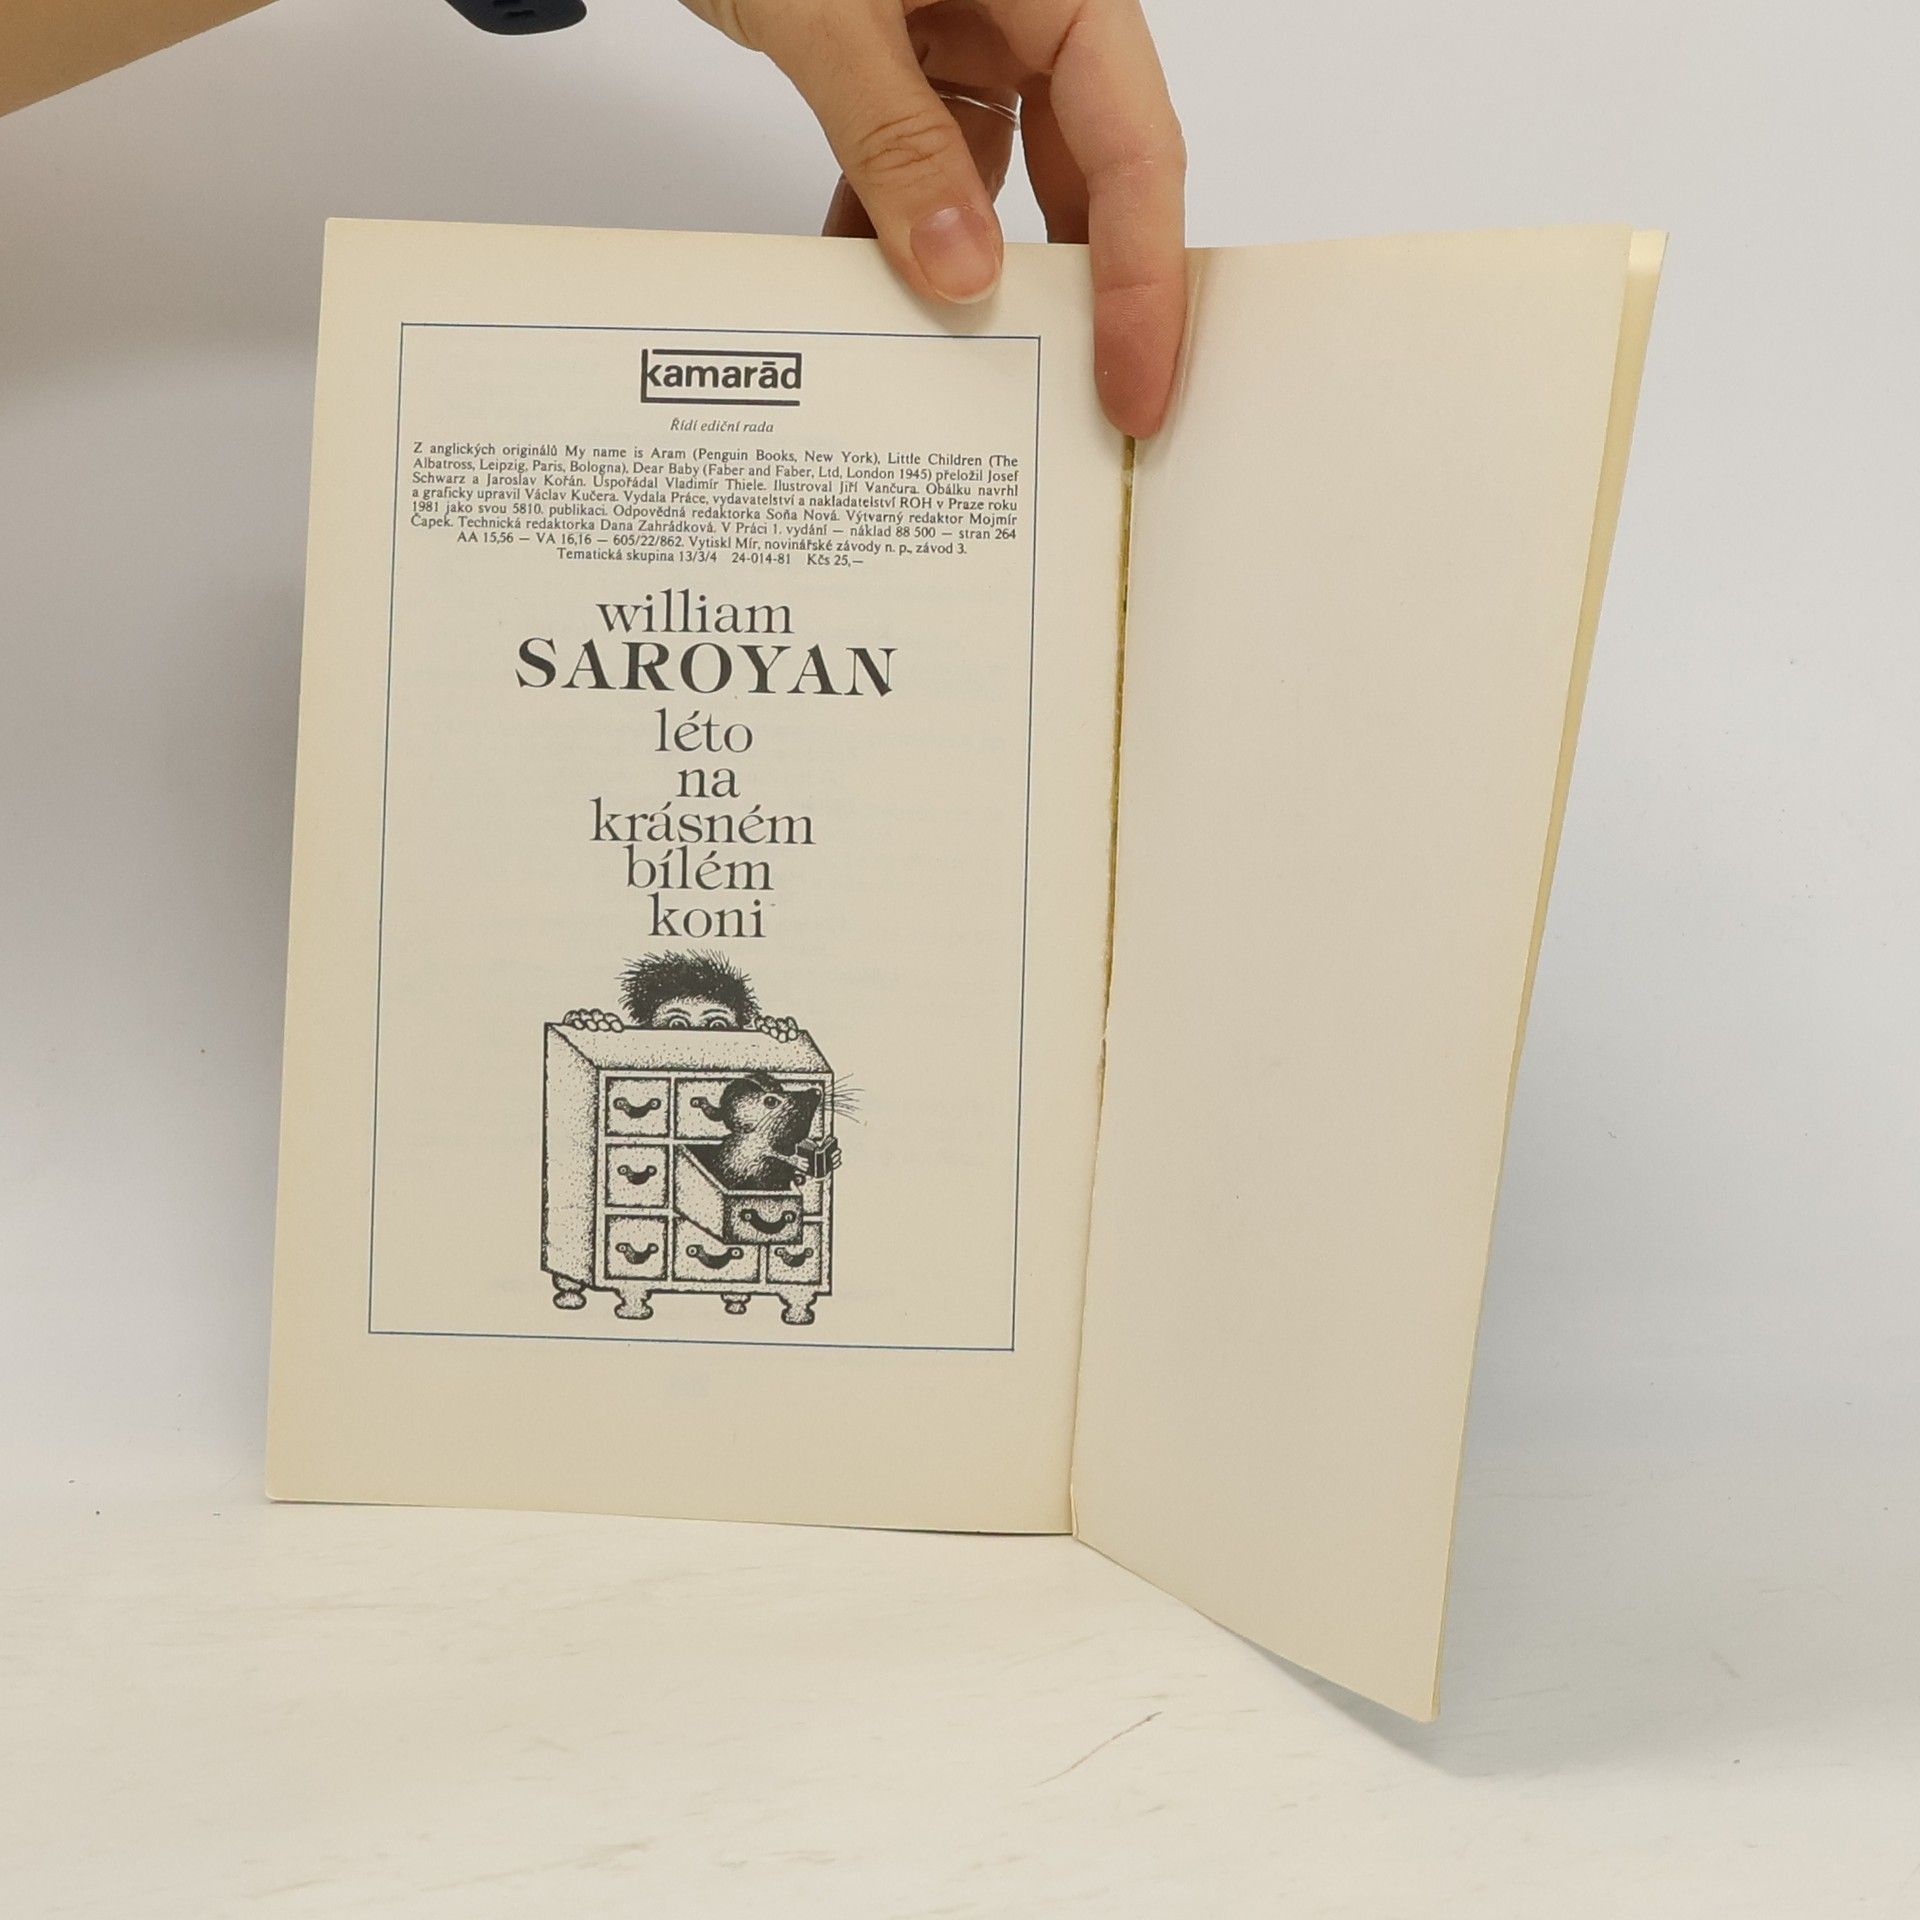 kamarād
Řídí ediční rada
Z anglických originálů My name is Aram (Penguin Books, New York), Little Children (The
Albatross, Leipzig, Paris, Bologna), Dear Baby (Faber and Faber, Ltd, London 1945) přeložil Josef
Schwarz a Jaroslav Kořán. Uspořádal Vladimír Thiele. Ilustroval Jiří Vančura. Obálku navrhl
a graficky upravil Václav Kučera. Vydala Práce, vydavatelství a nakladatelství ROH v Praze roku
1981 jako svou 5810. publikaci. Odpovědná redaktorka Soňa Nová. Výtvarný redaktor Mojmír
Čapek. Technická redaktorka Dana Zahrádková. V Práci 1. vydání — náklad 88 500 — stran 264
AA 15,56 — VA 16,16 — 605/22/862. Vytiskl Mír, novinářské závody n. p., závod 3.
Tematická skupina 13/3/4 24-014-81 Kčs 25,—
william
SAROYAN
léto
na
krásném
bílém
koni